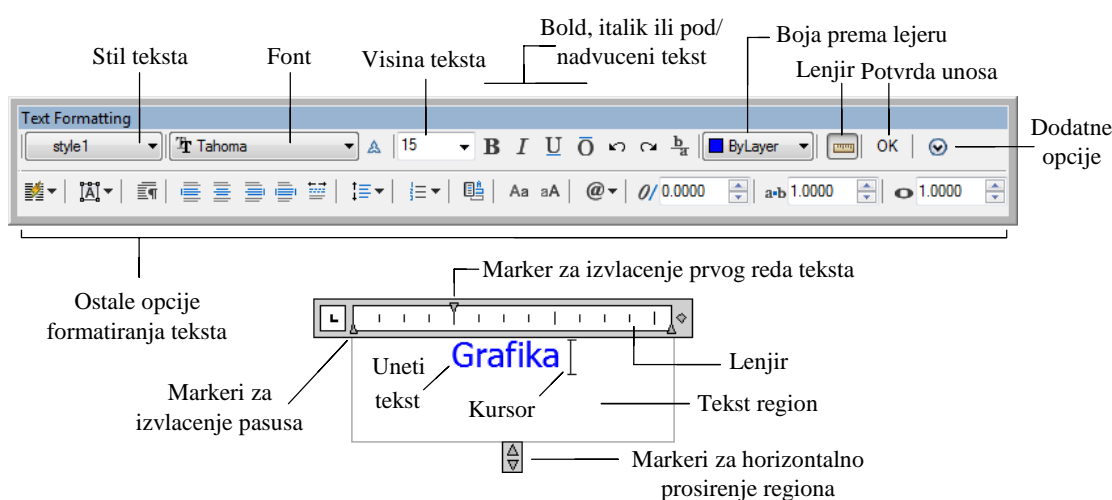 Bold, italik ili pod/
nadvuceni tekst
Boja prema lejeru
Stil teksta
Font
Visina teksta
Lenjir
Potvrda unosa
Text Formatting
Dodatne
opcije
style1
Tahoma
15
B I U O
b/a
ByLayer
OK
Aa aA
@
0/ 0.0000
a•b 1.0000
1.0000
Marker za izvlacenje prvog reda teksta
Ostale opcije
formatiranja teksta
L
Grafika
Uneti
tekst
Lenjir
Markeri za
izvlacenje pasusa
Kursor
Tekst region
Markeri za horizontalno
prosirenje regiona